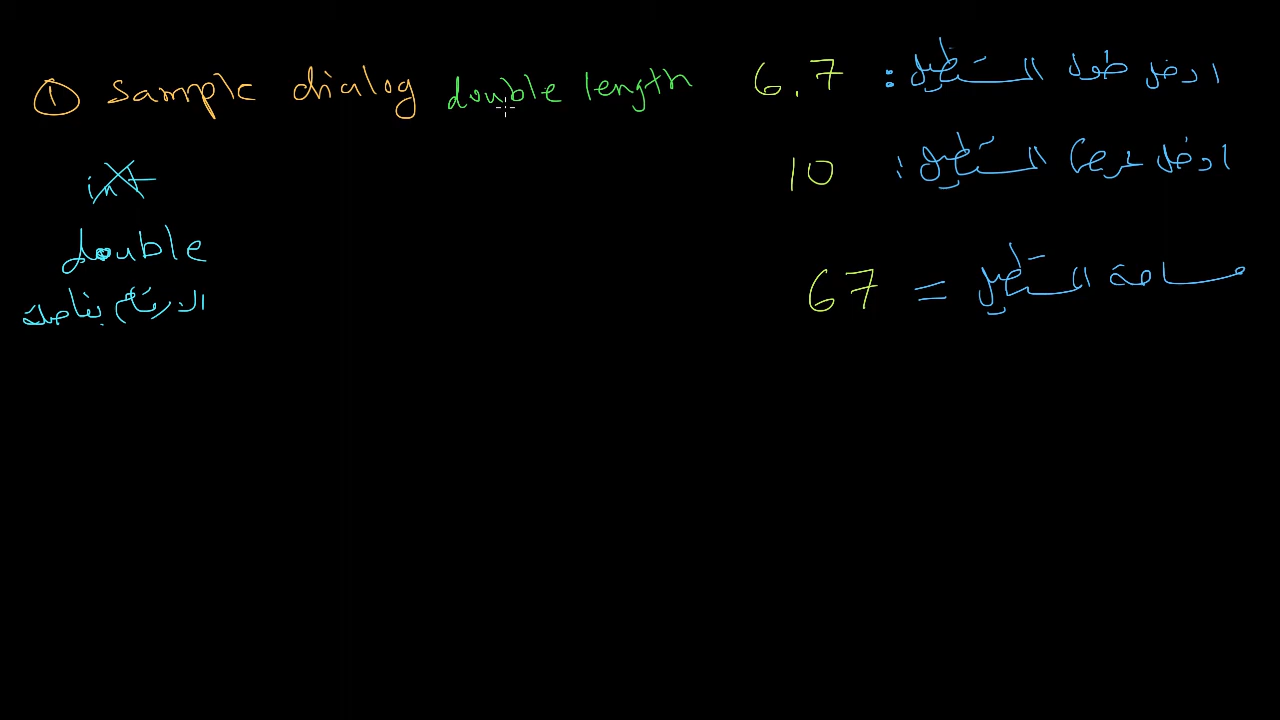 ① Sample dialog double length
ادخل طول المستطيل: 6.7
ادخل عرض المستطيل: 10
مساحة المستطيل = 67
int
double
الارقام بفاصلة